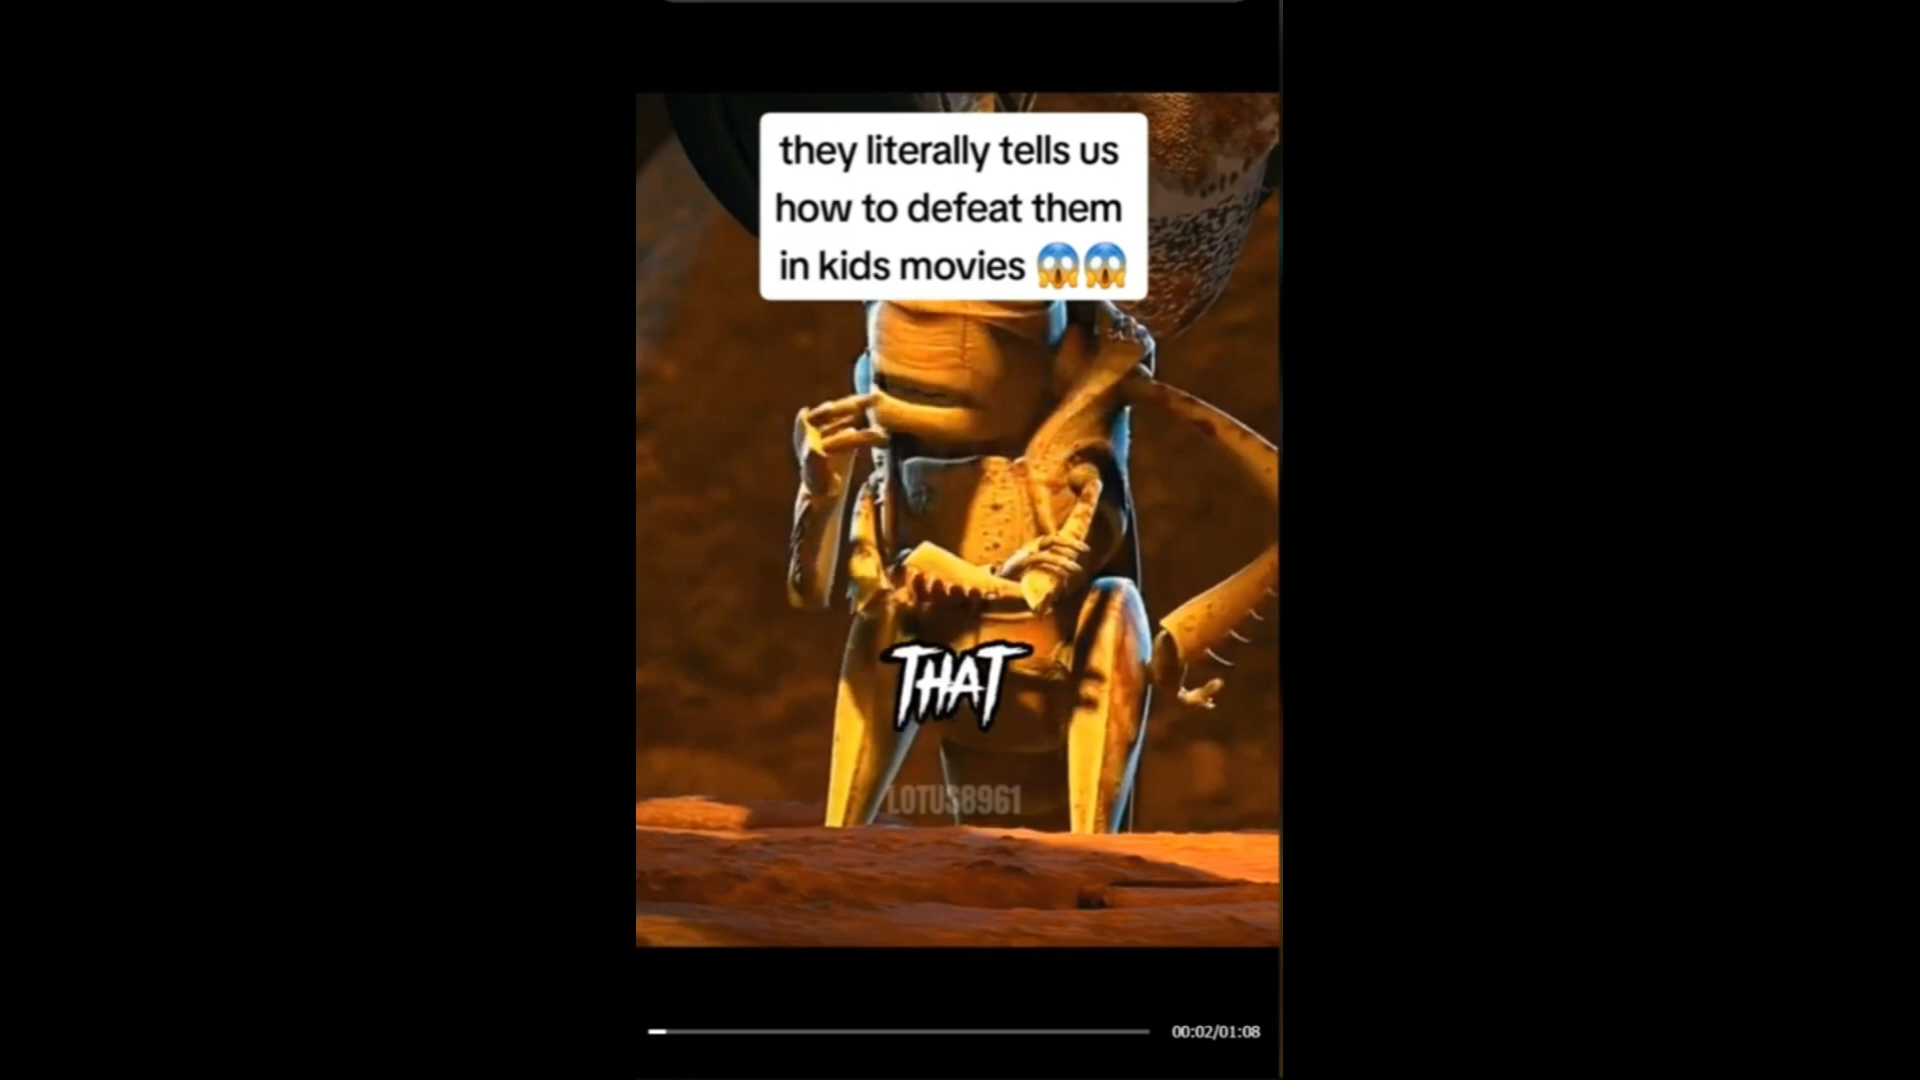 they literally tells us
how to defeat them
in kids movies 😱😱
THAT
LOTUS8961
00:02/01:08